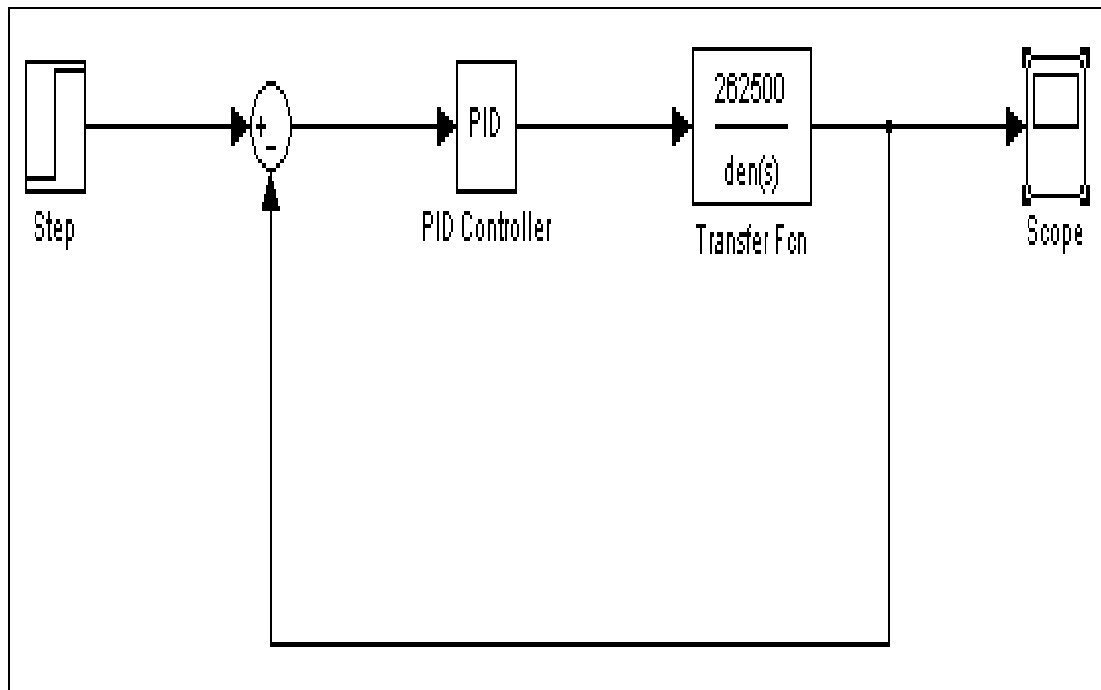 Step
+
-
PID
PID Controller
262500
den(s)
Transfer Fcn
Scope